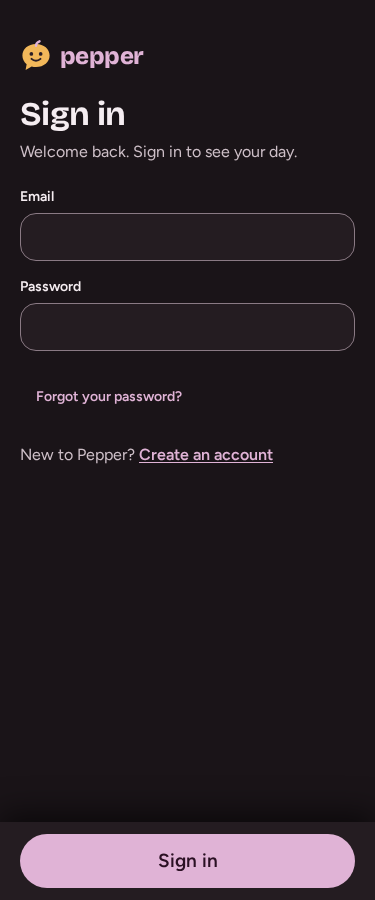 pepper
Sign in
Welcome back. Sign in to see your day.
Email
Password
Forgot your password?
New to Pepper? Create an account
Sign in